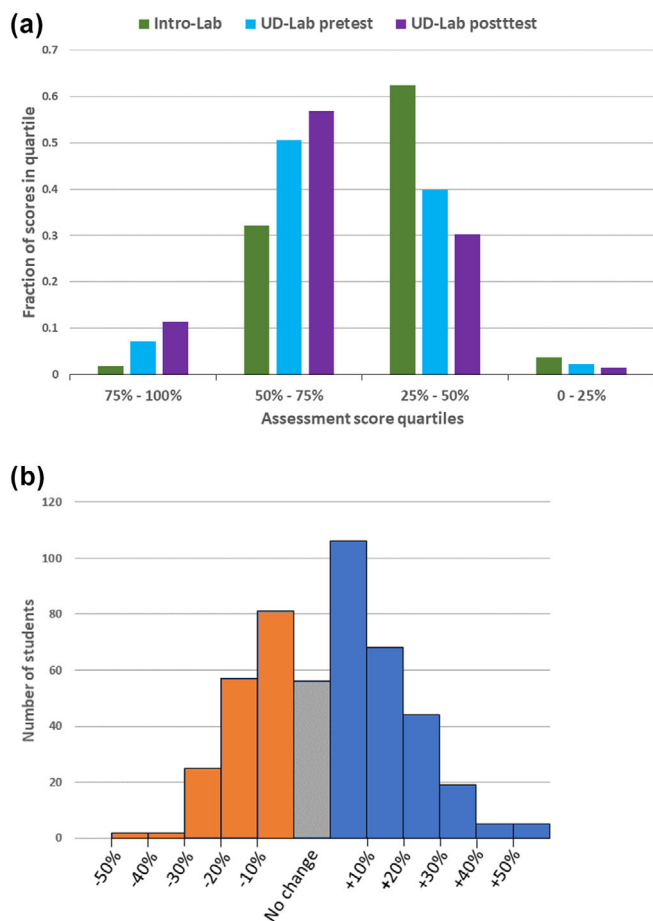 (a)
Intro-Lab UD-Lab pretest UD-Lab postttest
Fraction of scores in quartile
0.7
0.6
0.5
0.4
0.3
0.2
0.1
0
75% - 100% 50% - 75% 25% - 50% 0 - 25%
Assessment score quartiles
(b)
Number of students
120
100
80
60
40
20
0
-50% -40% -30% -20% -10% No change +10% +20% +30% +40% +50%